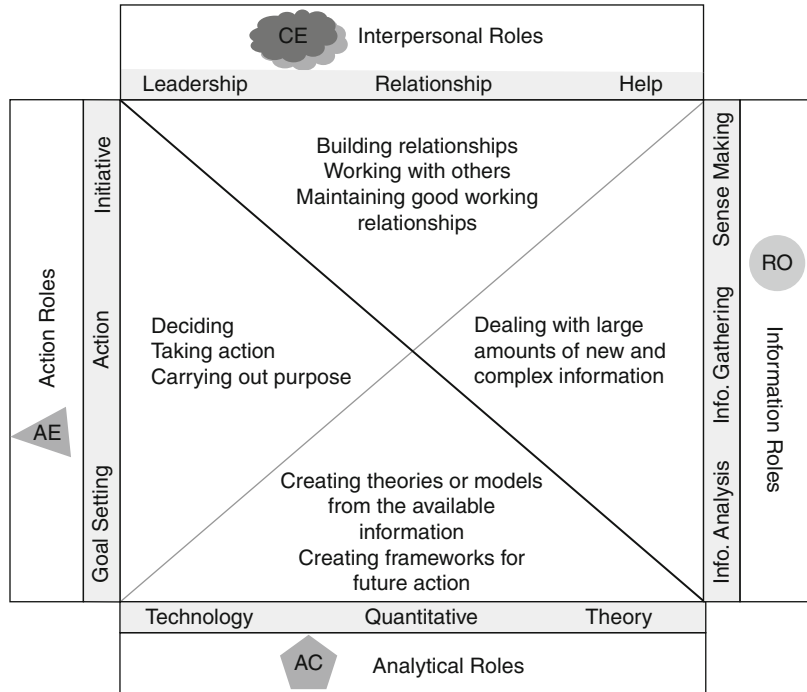 CE Interpersonal Roles
Leadership Relationship Help
Building relationships
Working with others
Maintaining good working
relationships
Action Roles
AE
Initiative
Action
Goal Setting
Deciding
Taking action
Carrying out purpose
Dealing with large
amounts of new and
complex information
Sense Making
Info. Gathering
Info. Analysis
RO
Information Roles
Creating theories or models
from the available
information
Creating frameworks for
future action
Technology Quantitative Theory
AC Analytical Roles